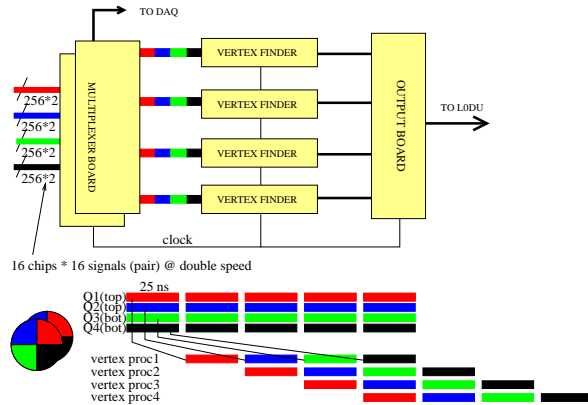 TO DAQ
MULTIPLEXER BOARD
VERTEX FINDER
VERTEX FINDER
VERTEX FINDER
VERTEX FINDER
OUTPUT BOARD
TO L0DU
256*2
256*2
256*2
256*2
clock
16 chips * 16 signals (pair) @ double speed
25 ns
Q1(top)
Q2(top)
Q3(bot)
Q4(bot)
vertex proc1
vertex proc2
vertex proc3
vertex proc4